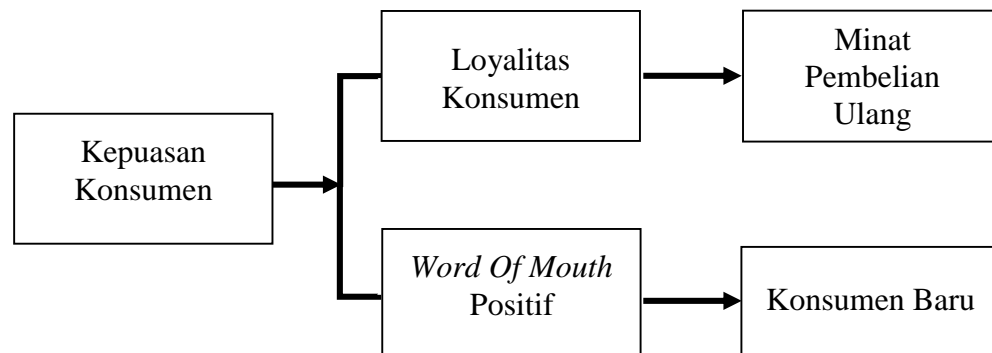 Kepuasan
Konsumen
Loyalitas
Konsumen
Minat
Pembelian
Ulang
Word Of Mouth
Positif
Konsumen Baru